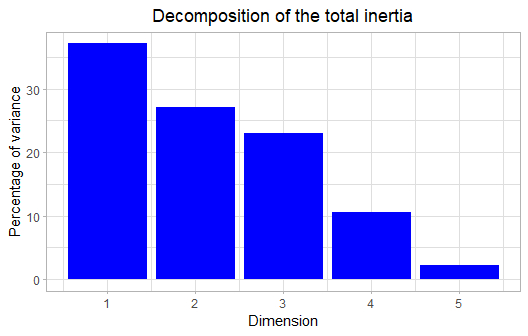 Decomposition of the total inertia
Percentage of variance
30
20
10
0
1 2 3 4 5
Dimension